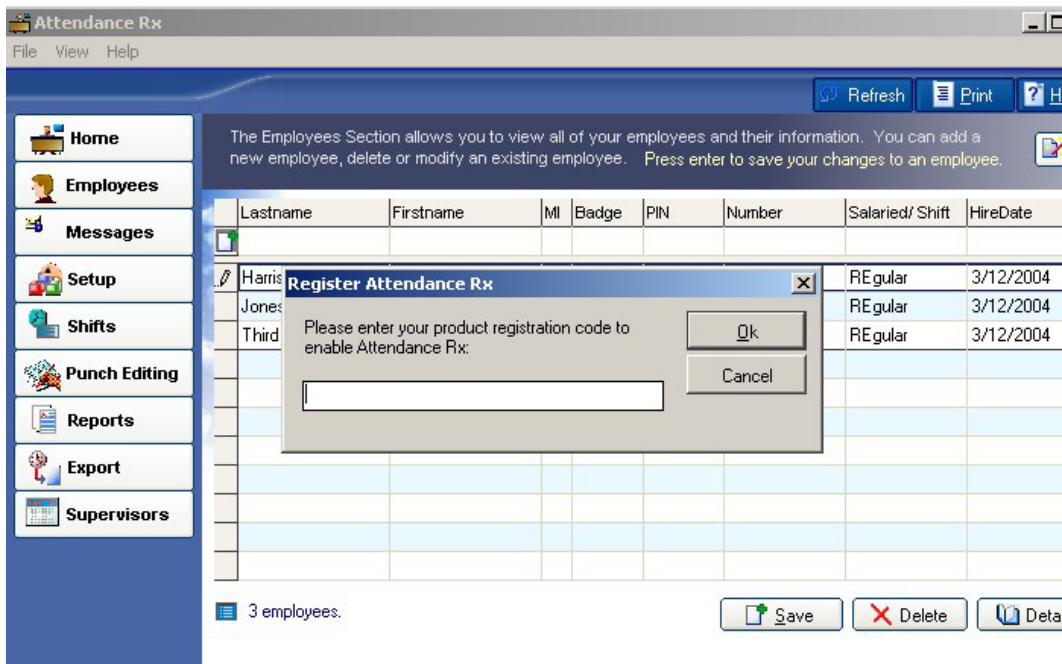 Attendance Rx
File View Help
Refresh Print H
Home
Employees
Messages
Setup
Shifts
Punch Editing
Reports
Export
Supervisors
The Employees Section allows you to view all of your employees and their information. You can add a
new employee, delete or modify an existing employee. Press enter to save your changes to an employee.
Lastname Firstname MI Badge PIN Number Salaried/ Shift HireDate
Harris REgular 3/12/2004
Jones REgular 3/12/2004
Third REgular 3/12/2004
Register Attendance Rx
Please enter your product registration code to
enable Attendance Rx:
Ok
Cancel
3 employees.
Save Delete Deta